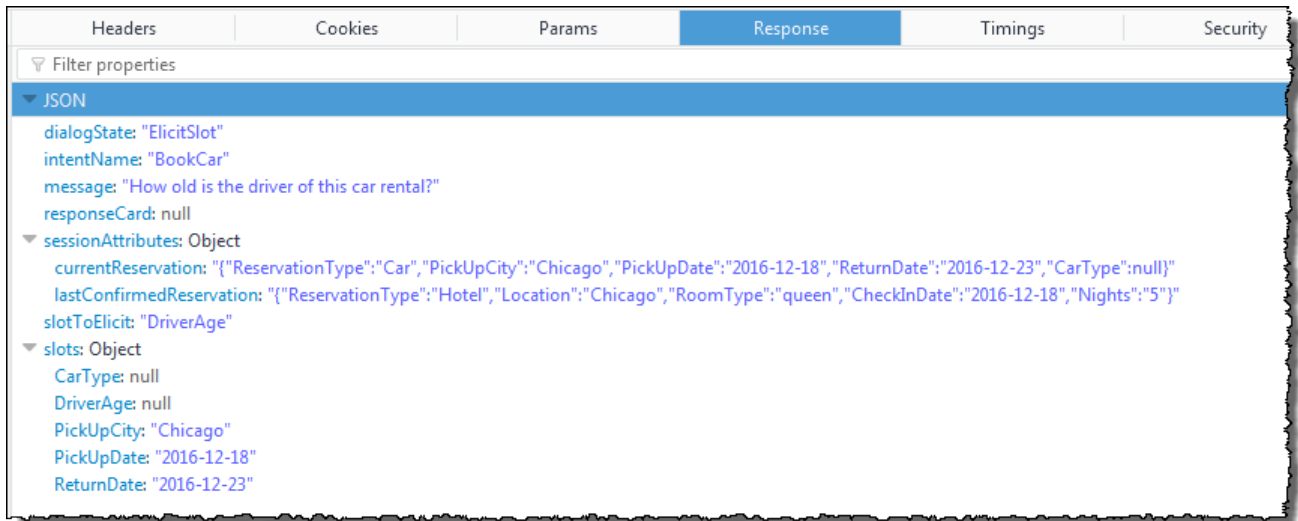 Headers Cookies Params Response Timings Security
Filter properties
JSON
dialogState: "ElicitSlot"
intentName: "BookCar"
message: "How old is the driver of this car rental?"
responseCard: null
sessionAttributes: Object
currentReservation: "{"ReservationType":"Car","PickUpCity":"Chicago","PickUpDate":"2016-12-18","ReturnDate":"2016-12-23","CarType":null}"
lastConfirmedReservation: "{"ReservationType":"Hotel","Location":"Chicago","RoomType":"queen","CheckInDate":"2016-12-18","Nights":"5"}"
slotToElicit: "DriverAge"
slots: Object
CarType: null
DriverAge: null
PickUpCity: "Chicago"
PickUpDate: "2016-12-18"
ReturnDate: "2016-12-23"